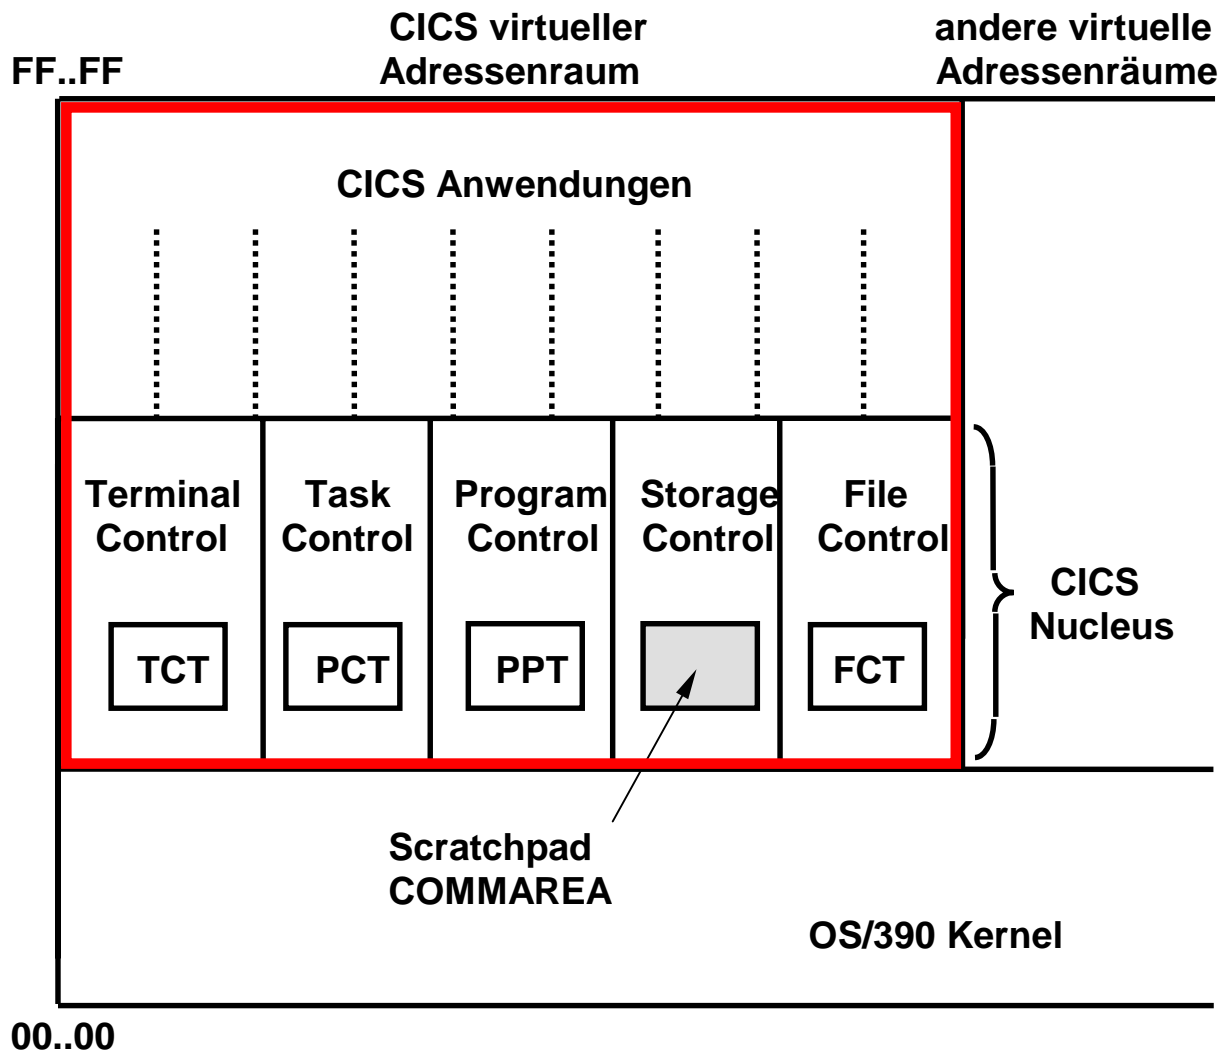 CICS virtueller
Adressenraum
andere virtuelle
Adressenräume
FF..FF
CICS Anwendungen
Terminal
Control
Task
Control
Program
Control
Storage
Control
File
Control
TCT
PCT
PPT
FCT
CICS
Nucleus
Scratchpad
COMMAREA
OS/390 Kernel
00..00